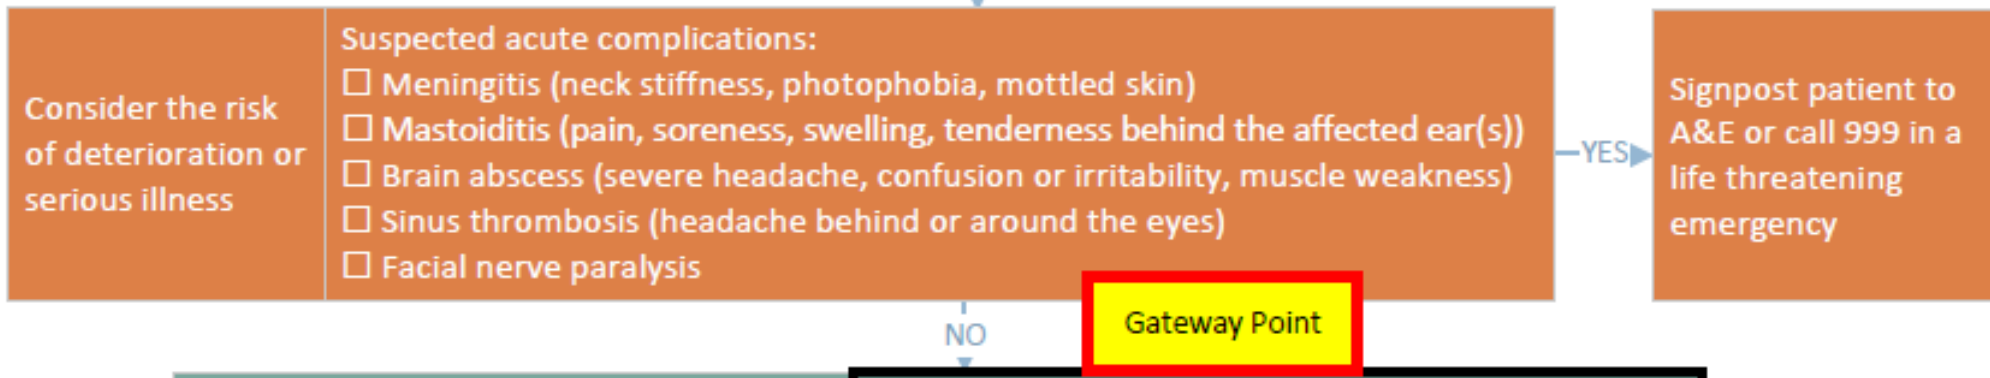 Consider the risk
of deterioration or
serious illness
Suspected acute complications:
☐ Meningitis (neck stiffness, photophobia, mottled skin)
☐ Mastoiditis (pain, soreness, swelling, tenderness behind the affected ear(s))
☐ Brain abscess (severe headache, confusion or irritability, muscle weakness)
☐ Sinus thrombosis (headache behind or around the eyes)
☐ Facial nerve paralysis
YES
Signpost patient to
A&E or call 999 in a
life threatening
emergency
NO
Gateway Point